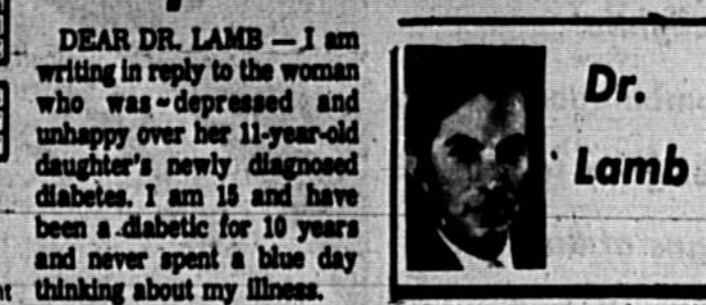 DEAR DR. LAMB — I am
writing in reply to the woman
who was depressed and
unhappy over her 11-year-old
daughter's newly diagnosed
diabetes. I am 15 and have
been a diabetic for 10 years
and never spent a blue day
thinking about my illness.
Dr.
Lamb